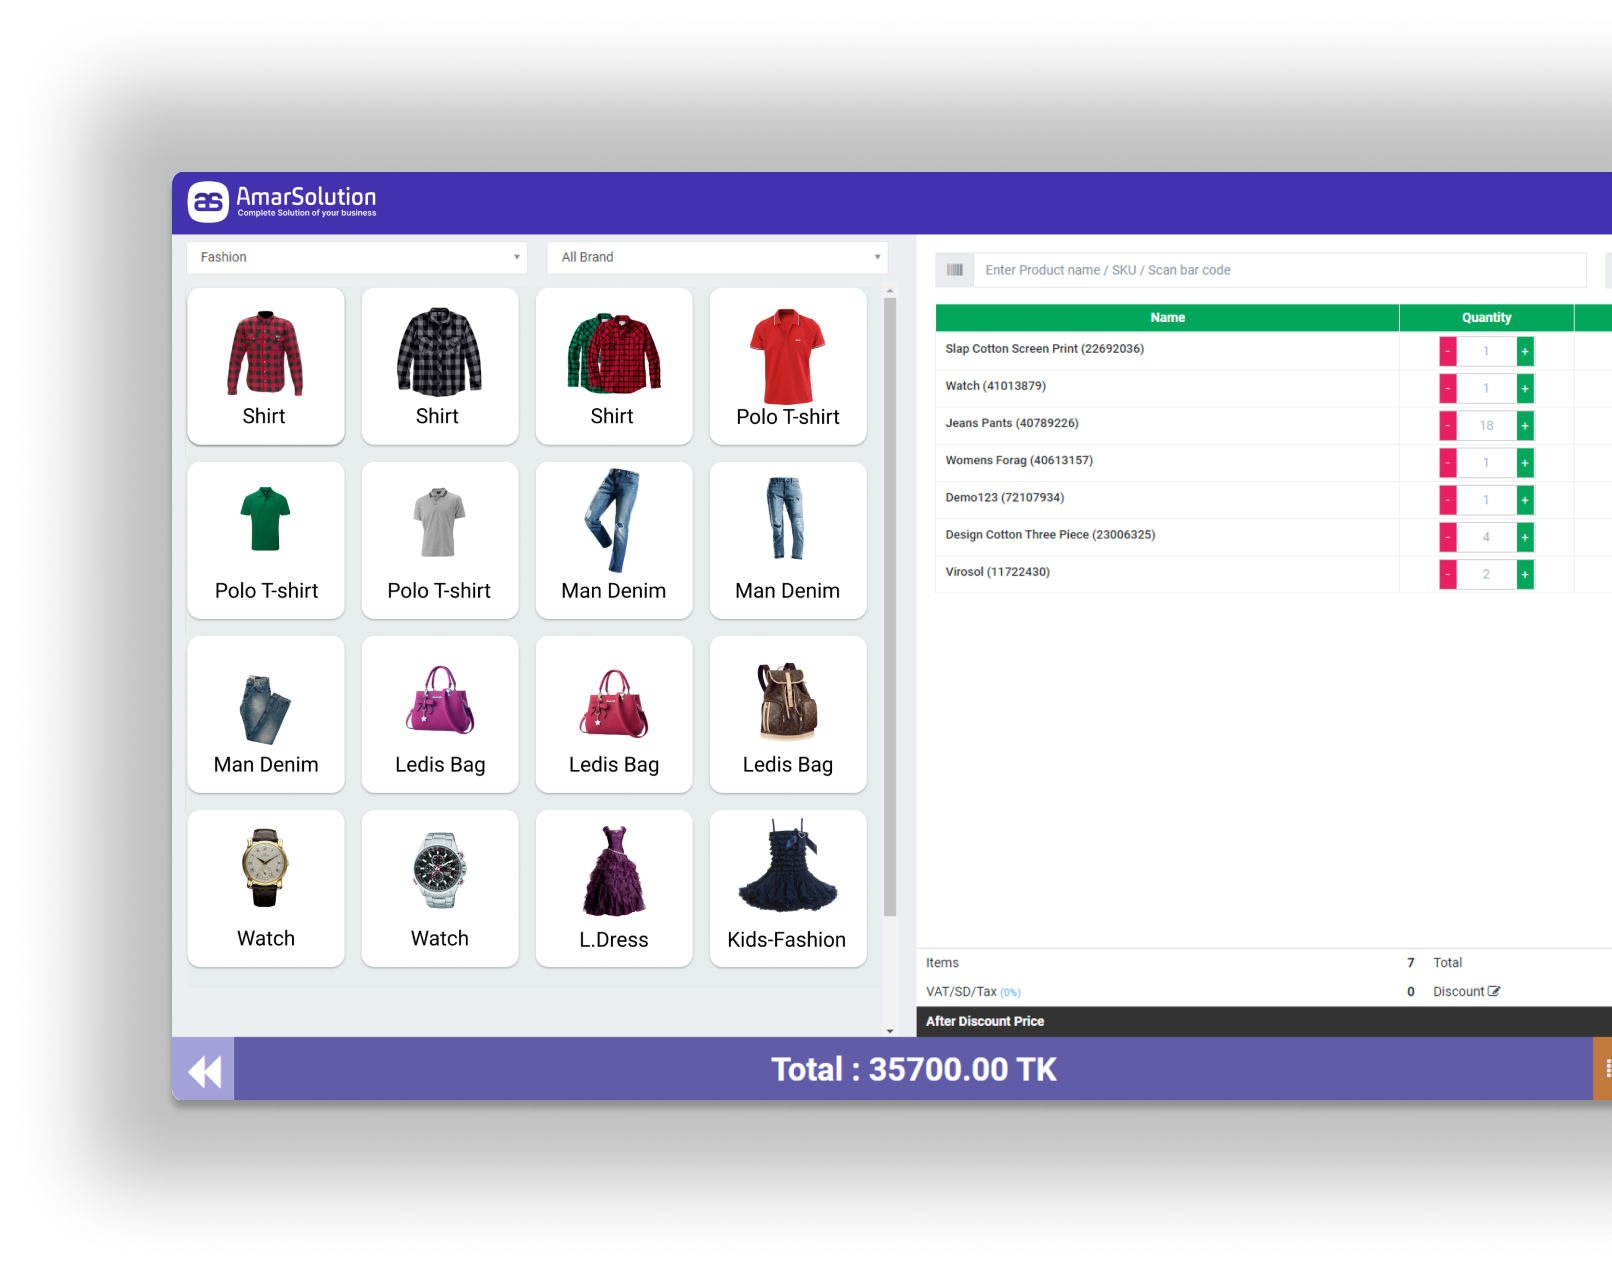 as AmarSolution
Complete Solution of your business
Fashion
All Brand
Shirt
Shirt
Shirt
Polo T-shirt
Polo T-shirt
Polo T-shirt
Man Denim
Man Denim
Man Denim
Ledis Bag
Ledis Bag
Ledis Bag
Watch
Watch
L.Dress
Kids-Fashion
Enter Product name / SKU / Scan bar code
Name Quantity
Slap Cotton Screen Print (22692036) - 1 +
Watch (41013879) - 1 +
Jeans Pants (40789226) - 18 +
Womens Forag (40613157) - 1 +
Demo123 (72107934) - 1 +
Design Cotton Three Piece (23006325) - 4 +
Virosol (11722430) - 2 +
Items 7 Total
VAT/SD/Tax (0%) 0 Discount
After Discount Price
Total : 35700.00 TK